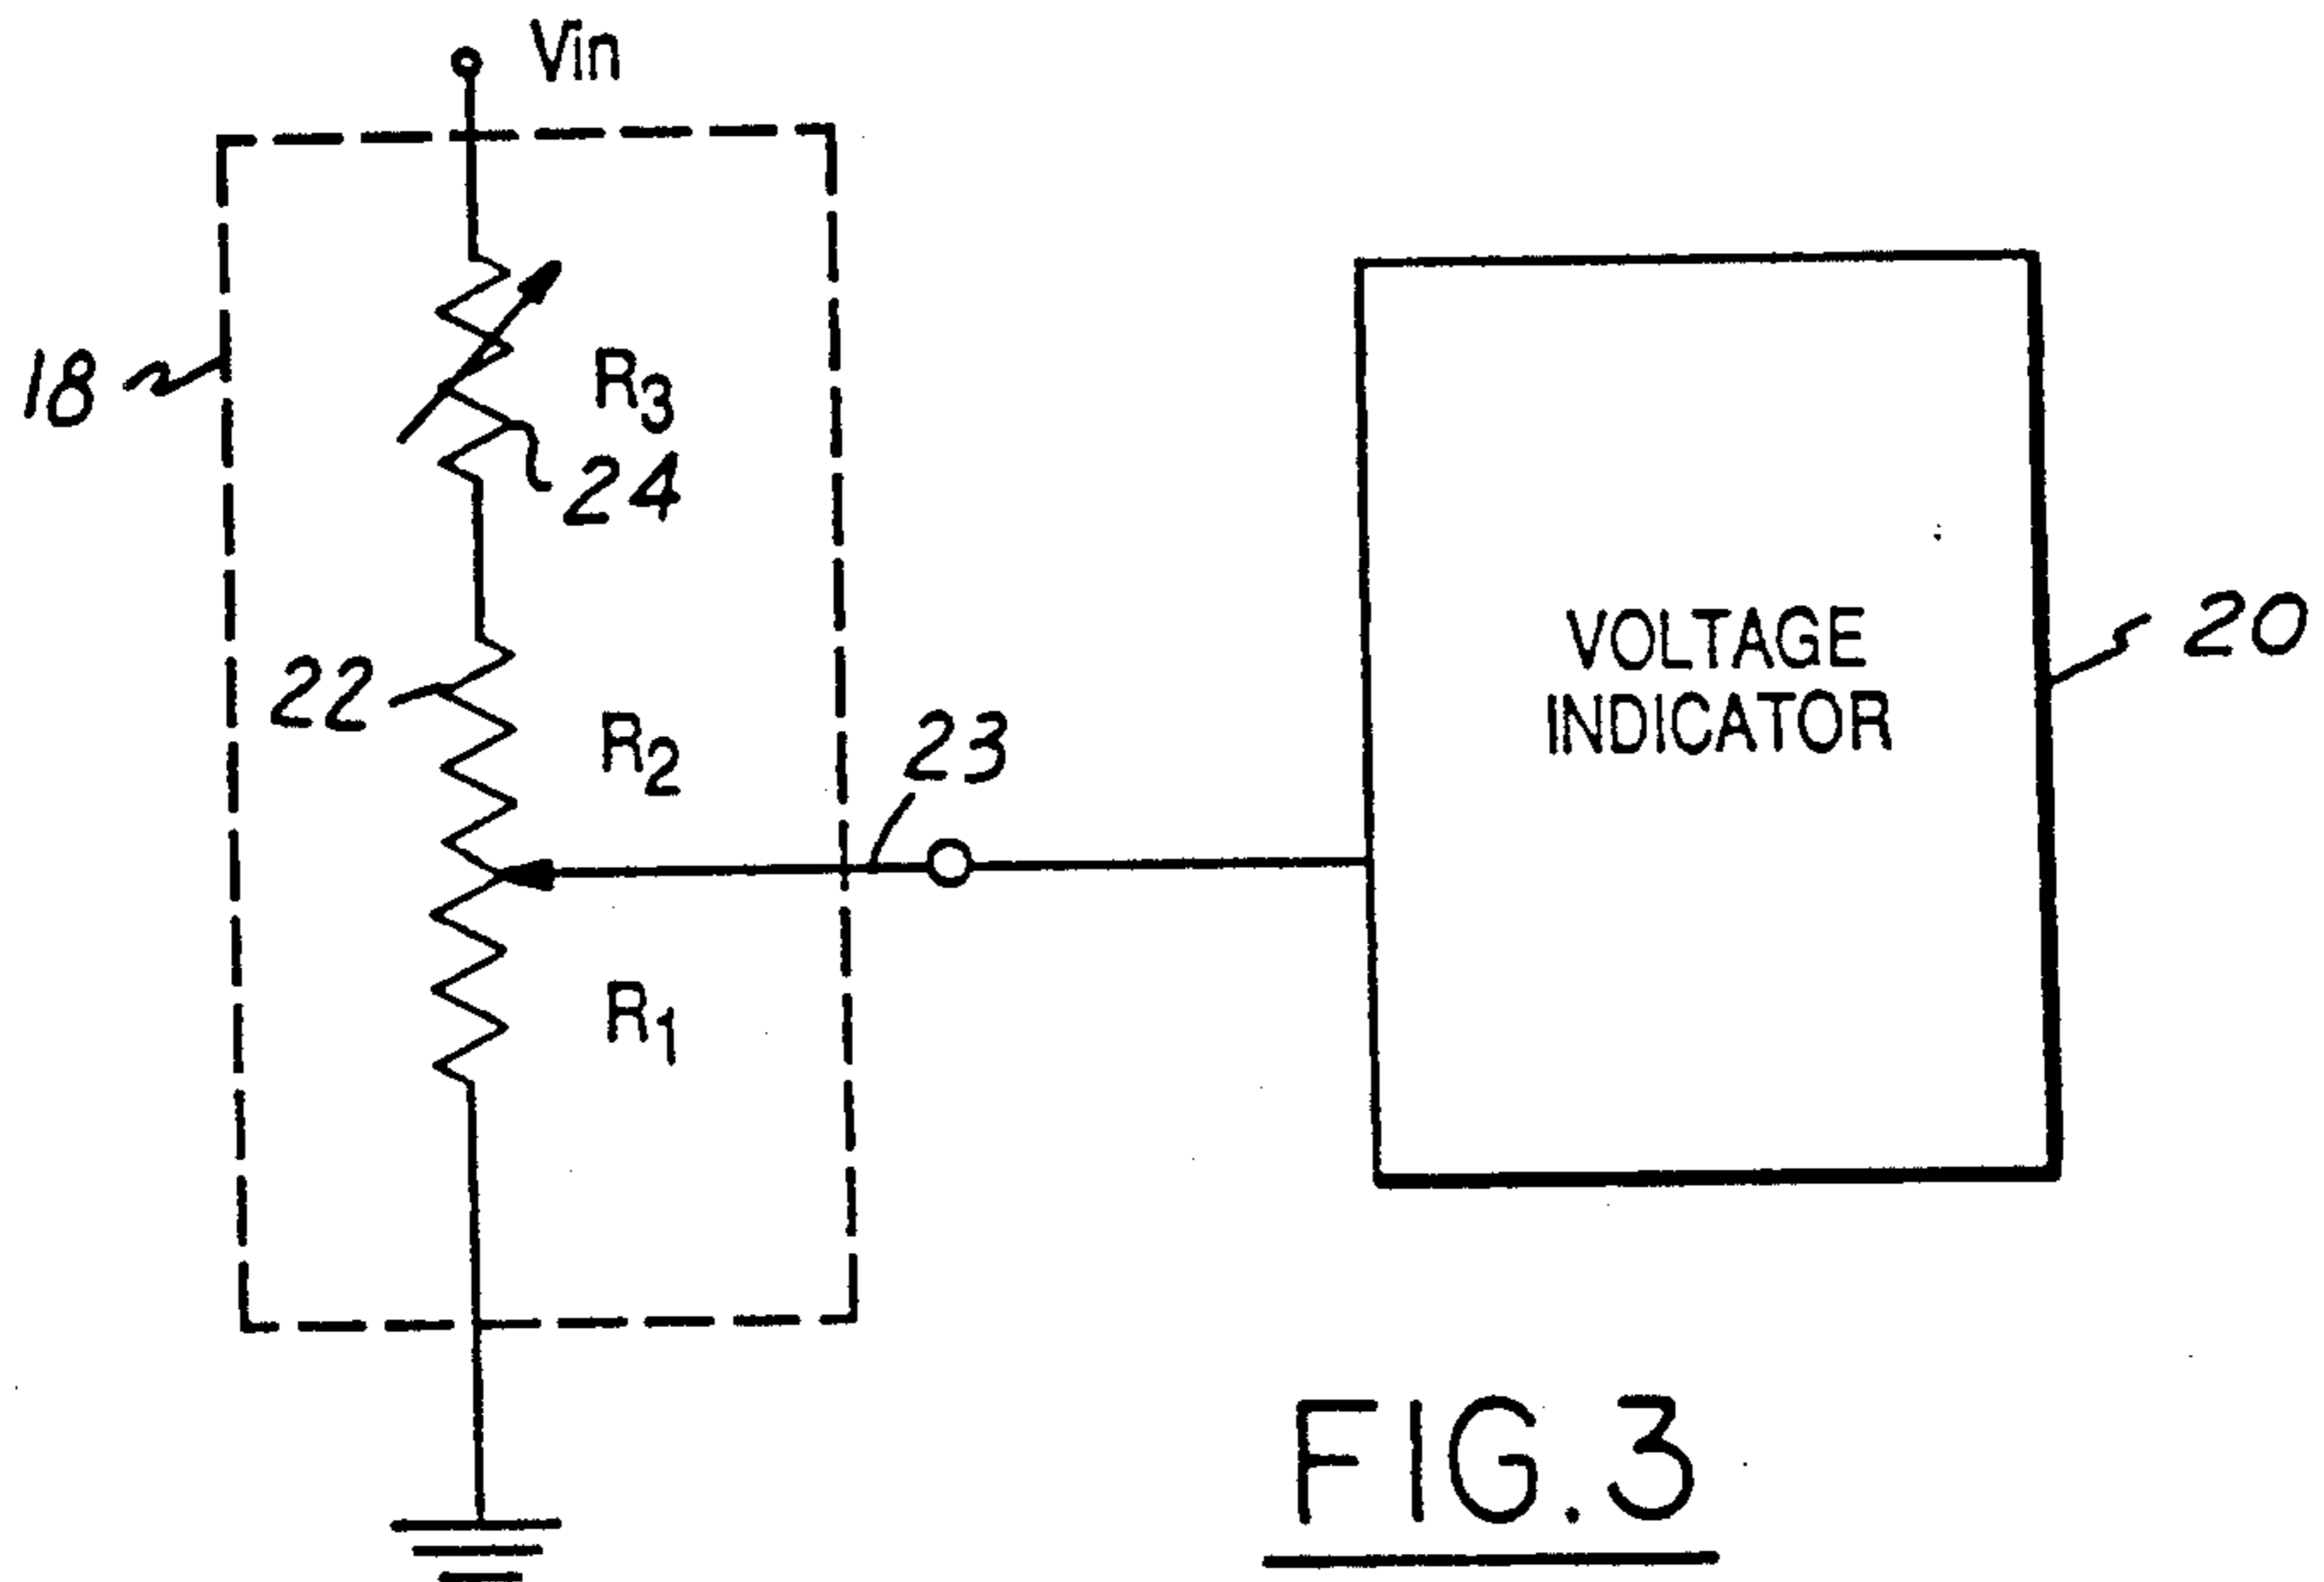 Vin
18
R3
24
22
R2
23
R1
VOLTAGE
INDICATOR
20
FIG.3